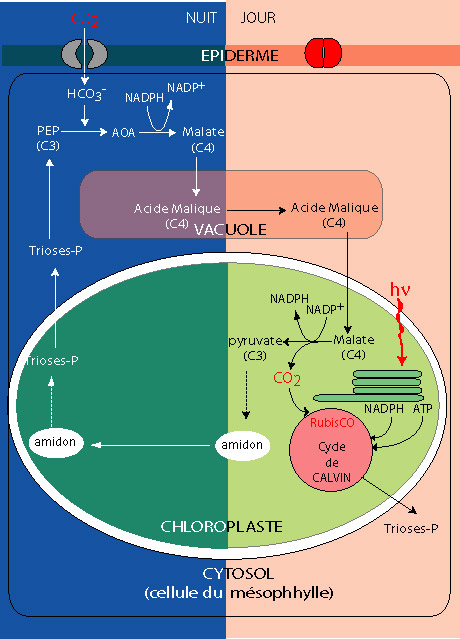 NUIT JOUR
CO2
EPIDERME
HCO3-
NADPH NADP+
PEP
(C3)
AOA
Malate
(C4)
Acide Malique
(C4)
Acide Malique
(C4)
VACUOLE
Trioses-P
hν
NADPH
NADP+
pyruvate
(C3)
Malate
(C4)
Trioses-P
CO2
NADPH ATP
RubisCO
Cycle
de
CALVIN
amidon
amidon
CHLOROPLASTE
Trioses-P
CYTOSOL
(cellule du mésophhylle)